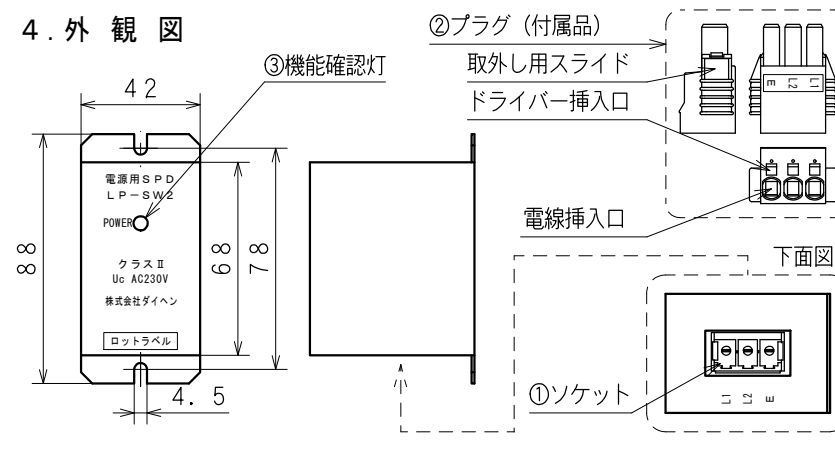 4.外観図
②プラグ（付属品）
取外し用スライド
ドライバー挿入口
電線挿入口
③機能確認灯
42
88
68
78
4.5
電源用SPD
LP-SW2
POWER
クラスⅡ
Uc AC230V
株式会社ダイヘン
ロットラベル
E L2 L1
下面図
①ソケット
L1 L2 E